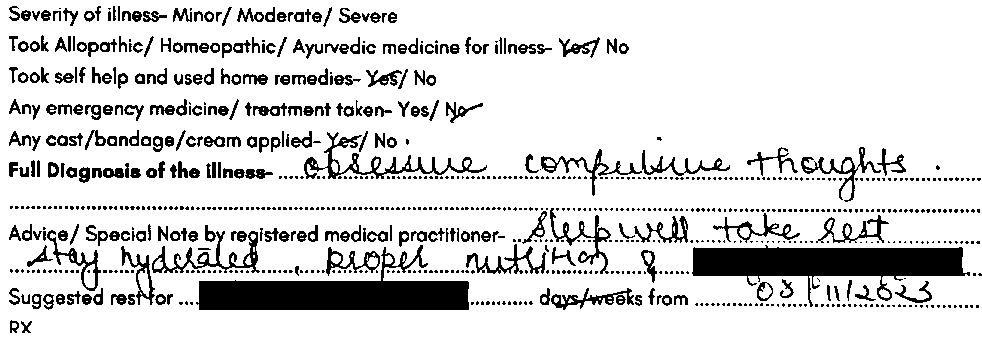 Severity of illness- Minor/ Moderate/ Severe
Took Allopathic/ Homeopathic/ Ayurvedic medicine for illness- Yes/ No
Took self help and used home remedies- Yes/ No
Any emergency medicine/ treatment taken- Yes/ No
Any cast/bandage/cream applied- Yes/ No
Full Diagnosis of the illness- obsessive compulsive thoughts.
Advice/ Special Note by registered medical practitioner- Sleep well take rest
stay hyderated, proper nutrition &
Suggested rest for days/weeks from 03/11/2023
RX